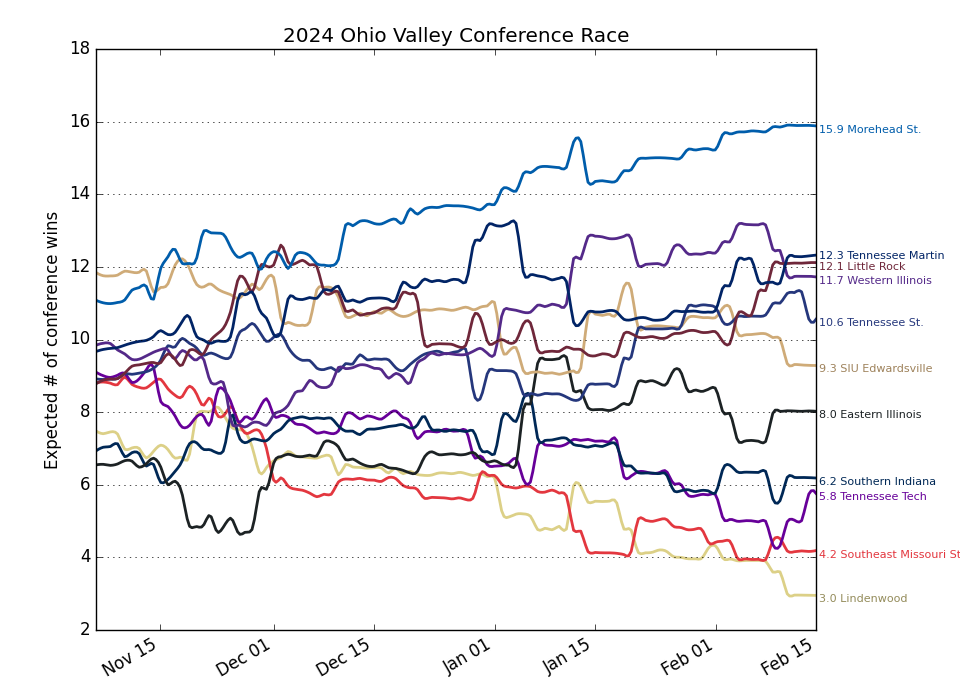 2024 Ohio Valley Conference Race
Expected # of conference wins
18
16
14
12
10
8
6
4
2
15.9 Morehead St.
12.3 Tennessee Martin
12.1 Little Rock
11.7 Western Illinois
10.6 Tennessee St.
9.3 SIU Edwardsville
8.0 Eastern Illinois
6.2 Southern Indiana
5.8 Tennessee Tech
4.2 Southeast Missouri St
3.0 Lindenwood
Nov 15
Dec 01
Dec 15
Jan 01
Jan 15
Feb 01
Feb 15